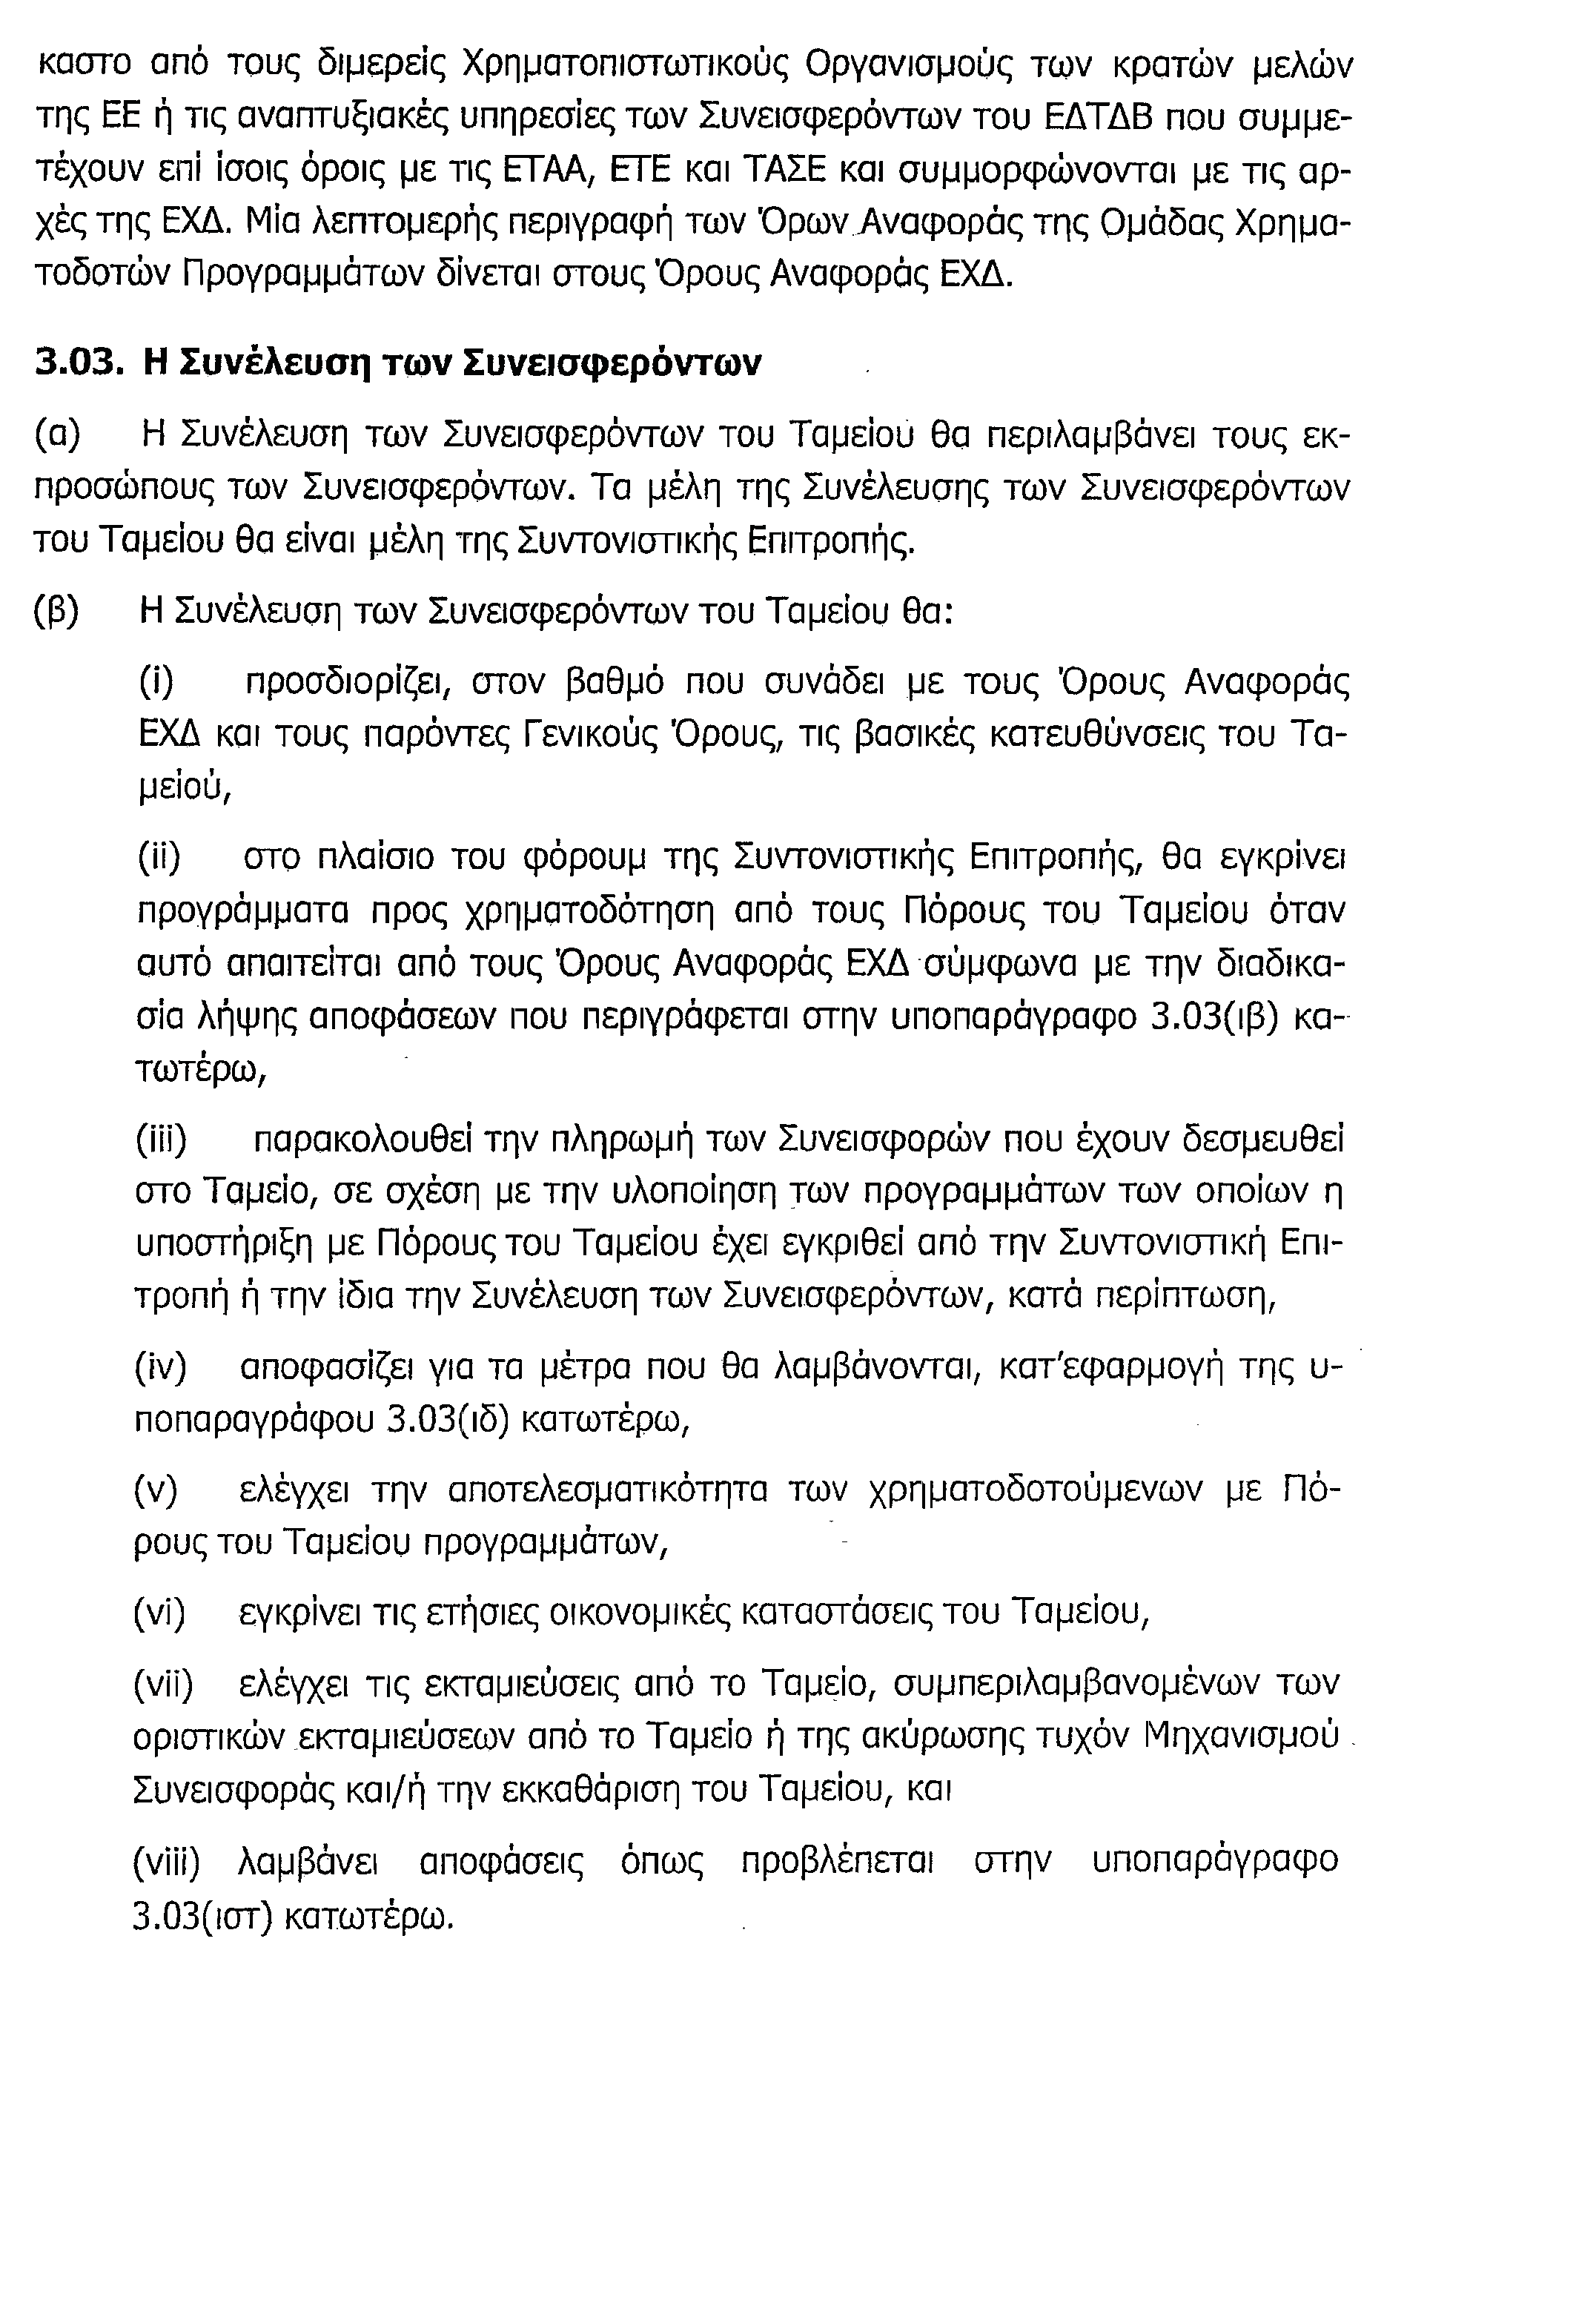 καστο από τους διμερείς Χρηματοπιστωτικούς Οργανισμούς των κρατών μελών
της ΕΕ ή τις αναπτυξιακές υπηρεσίες των Συνεισφερόντων του ΕΔΤΔΒ που συμμε-
τέχουν επί ίσοις όροις με τις ΕΤΑΑ, ΕΤΕ και ΤΑΣΕ και συμμορφώνονται με τις αρ-
χές της ΕΧΔ. Μία λεπτομερής περιγραφή των Όρων Αναφοράς της Ομάδας Χρημα-
τοδοτών Προγραμμάτων δίνεται στους Όρους Αναφοράς ΕΧΔ.
3.03. Η Συνέλευση των Συνεισφερόντων
(α) Η Συνέλευση των Συνεισφερόντων του Ταμείου θα περιλαμβάνει τους εκ-
προσώπους των Συνεισφερόντων. Τα μέλη της Συνέλευσης των Συνεισφερόντων
του Ταμείου θα είναι μέλη της Συντονιστικής Επιτροπής.
(β) Η Συνέλευση των Συνεισφερόντων του Ταμείου θα:
(i) προσδιορίζει, στον βαθμό που συνάδει με τους Όρους Αναφοράς
ΕΧΔ και τους παρόντες Γενικούς Όρους, τις βασικές κατευθύνσεις του Τα-
μείού,
(ii) στο πλαίσιο του φόρουμ της Συντονιστικής Επιτροπής, θα εγκρίνει
προγράμματα προς χρηματοδότηση από τους Πόρους του Ταμείου όταν
αυτό απαιτείται από τους Όρους Αναφοράς ΕΧΔ σύμφωνα με την διαδικα-
σία λήψης αποφάσεων που περιγράφεται στην υποπαράγραφο 3.03(ιβ) κα-
τωτέρω,
(iii) παρακολουθεί την πληρωμή των Συνεισφορών που έχουν δεσμευθεί
στο Ταμείο, σε σχέση με την υλοποίηση των προγραμμάτων των οποίων η
υποστήριξη με Πόρους του Ταμείου έχει εγκριθεί από την Συντονιστική Επι-
τροπή ή την ίδια την Συνέλευση των Συνεισφερόντων, κατά περίπτωση,
(iv) αποφασίζει για τα μέτρα που θα λαμβάνονται, κατ'εφαρμογή της υ-
ποπαραγράφου 3.03(ιδ) κατωτέρω,
(v) ελέγχει την αποτελεσματικότητα των χρηματοδοτούμενων με Πό-
ρους του Ταμείου προγραμμάτων,
(vi) εγκρίνει τις ετήσιες οικονομικές καταστάσεις του Ταμείου,
(vii) ελέγχει τις εκταμιεύσεις από το Ταμείο, συμπεριλαμβανομένων των
οριστικών εκταμιεύσεων από το Ταμείο ή της ακύρωσης τυχόν Μηχανισμού
Συνεισφοράς και/ή την εκκαθάριση του Ταμείου, και
(viii) λαμβάνει αποφάσεις όπως προβλέπεται στην υποπαράγραφο
3.03(ιστ) κατωτέρω.